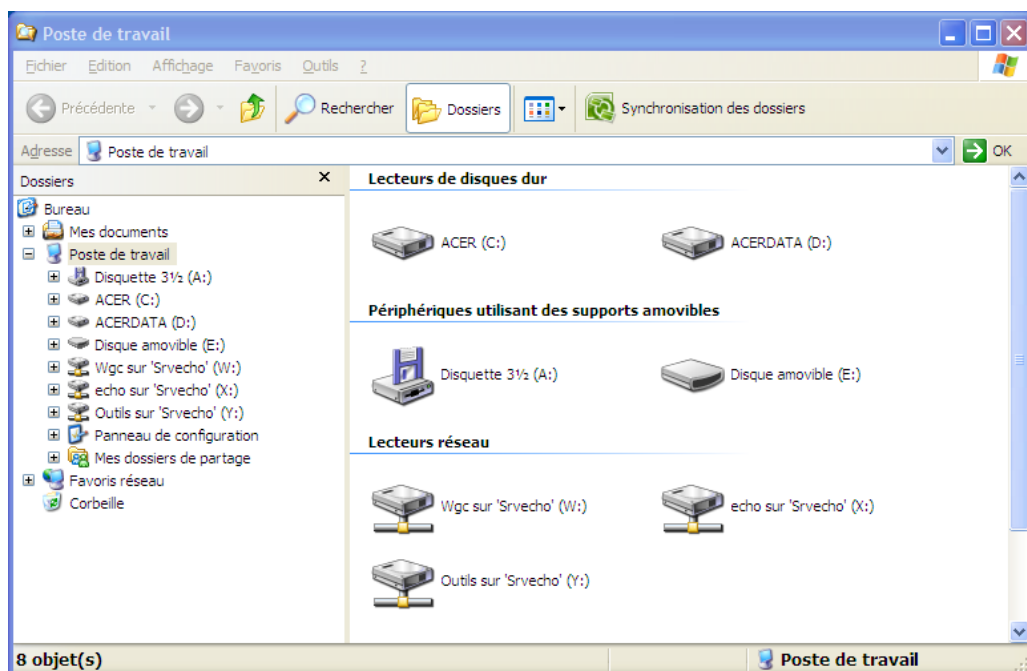 Poste de travail
Fichier Edition Affichage Favoris Outils ?
Précédente Rechercher Dossiers Synchronisation des dossiers
Adresse Poste de travail OK
Dossiers
Bureau
Mes documents
Poste de travail
Disquette 3½ (A:)
ACER (C:)
ACERDATA (D:)
Disque amovible (E:)
Wgc sur 'Srvecho' (W:)
echo sur 'Srvecho' (X:)
Outils sur 'Srvecho' (Y:)
Panneau de configuration
Mes dossiers de partage
Favoris réseau
Corbeille
Lecteurs de disques dur
ACER (C:) ACERDATA (D:)
Périphériques utilisant des supports amovibles
Disquette 3½ (A:) Disque amovible (E:)
Lecteurs réseau
Wgc sur 'Srvecho' (W:) echo sur 'Srvecho' (X:)
Outils sur 'Srvecho' (Y:)
8 objet(s) Poste de travail